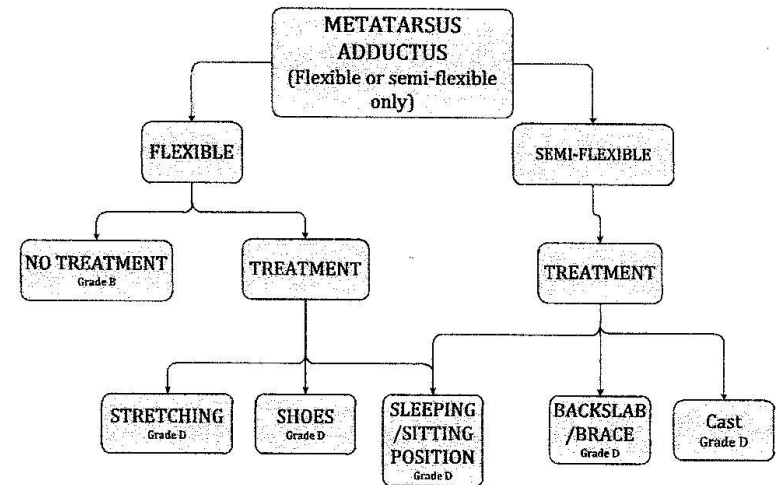 METATARSUS
ADDUCTUS
(Flexible or semi-flexible
only)
FLEXIBLE
SEMI-FLEXIBLE
NO TREATMENT
Grade B
TREATMENT
TREATMENT
STRETCHING
Grade D
SHOES
Grade D
SLEEPING
/SITTING
POSITION
Grade D
BACKSLAB
/BRACE
Grade D
Cast
Grade D